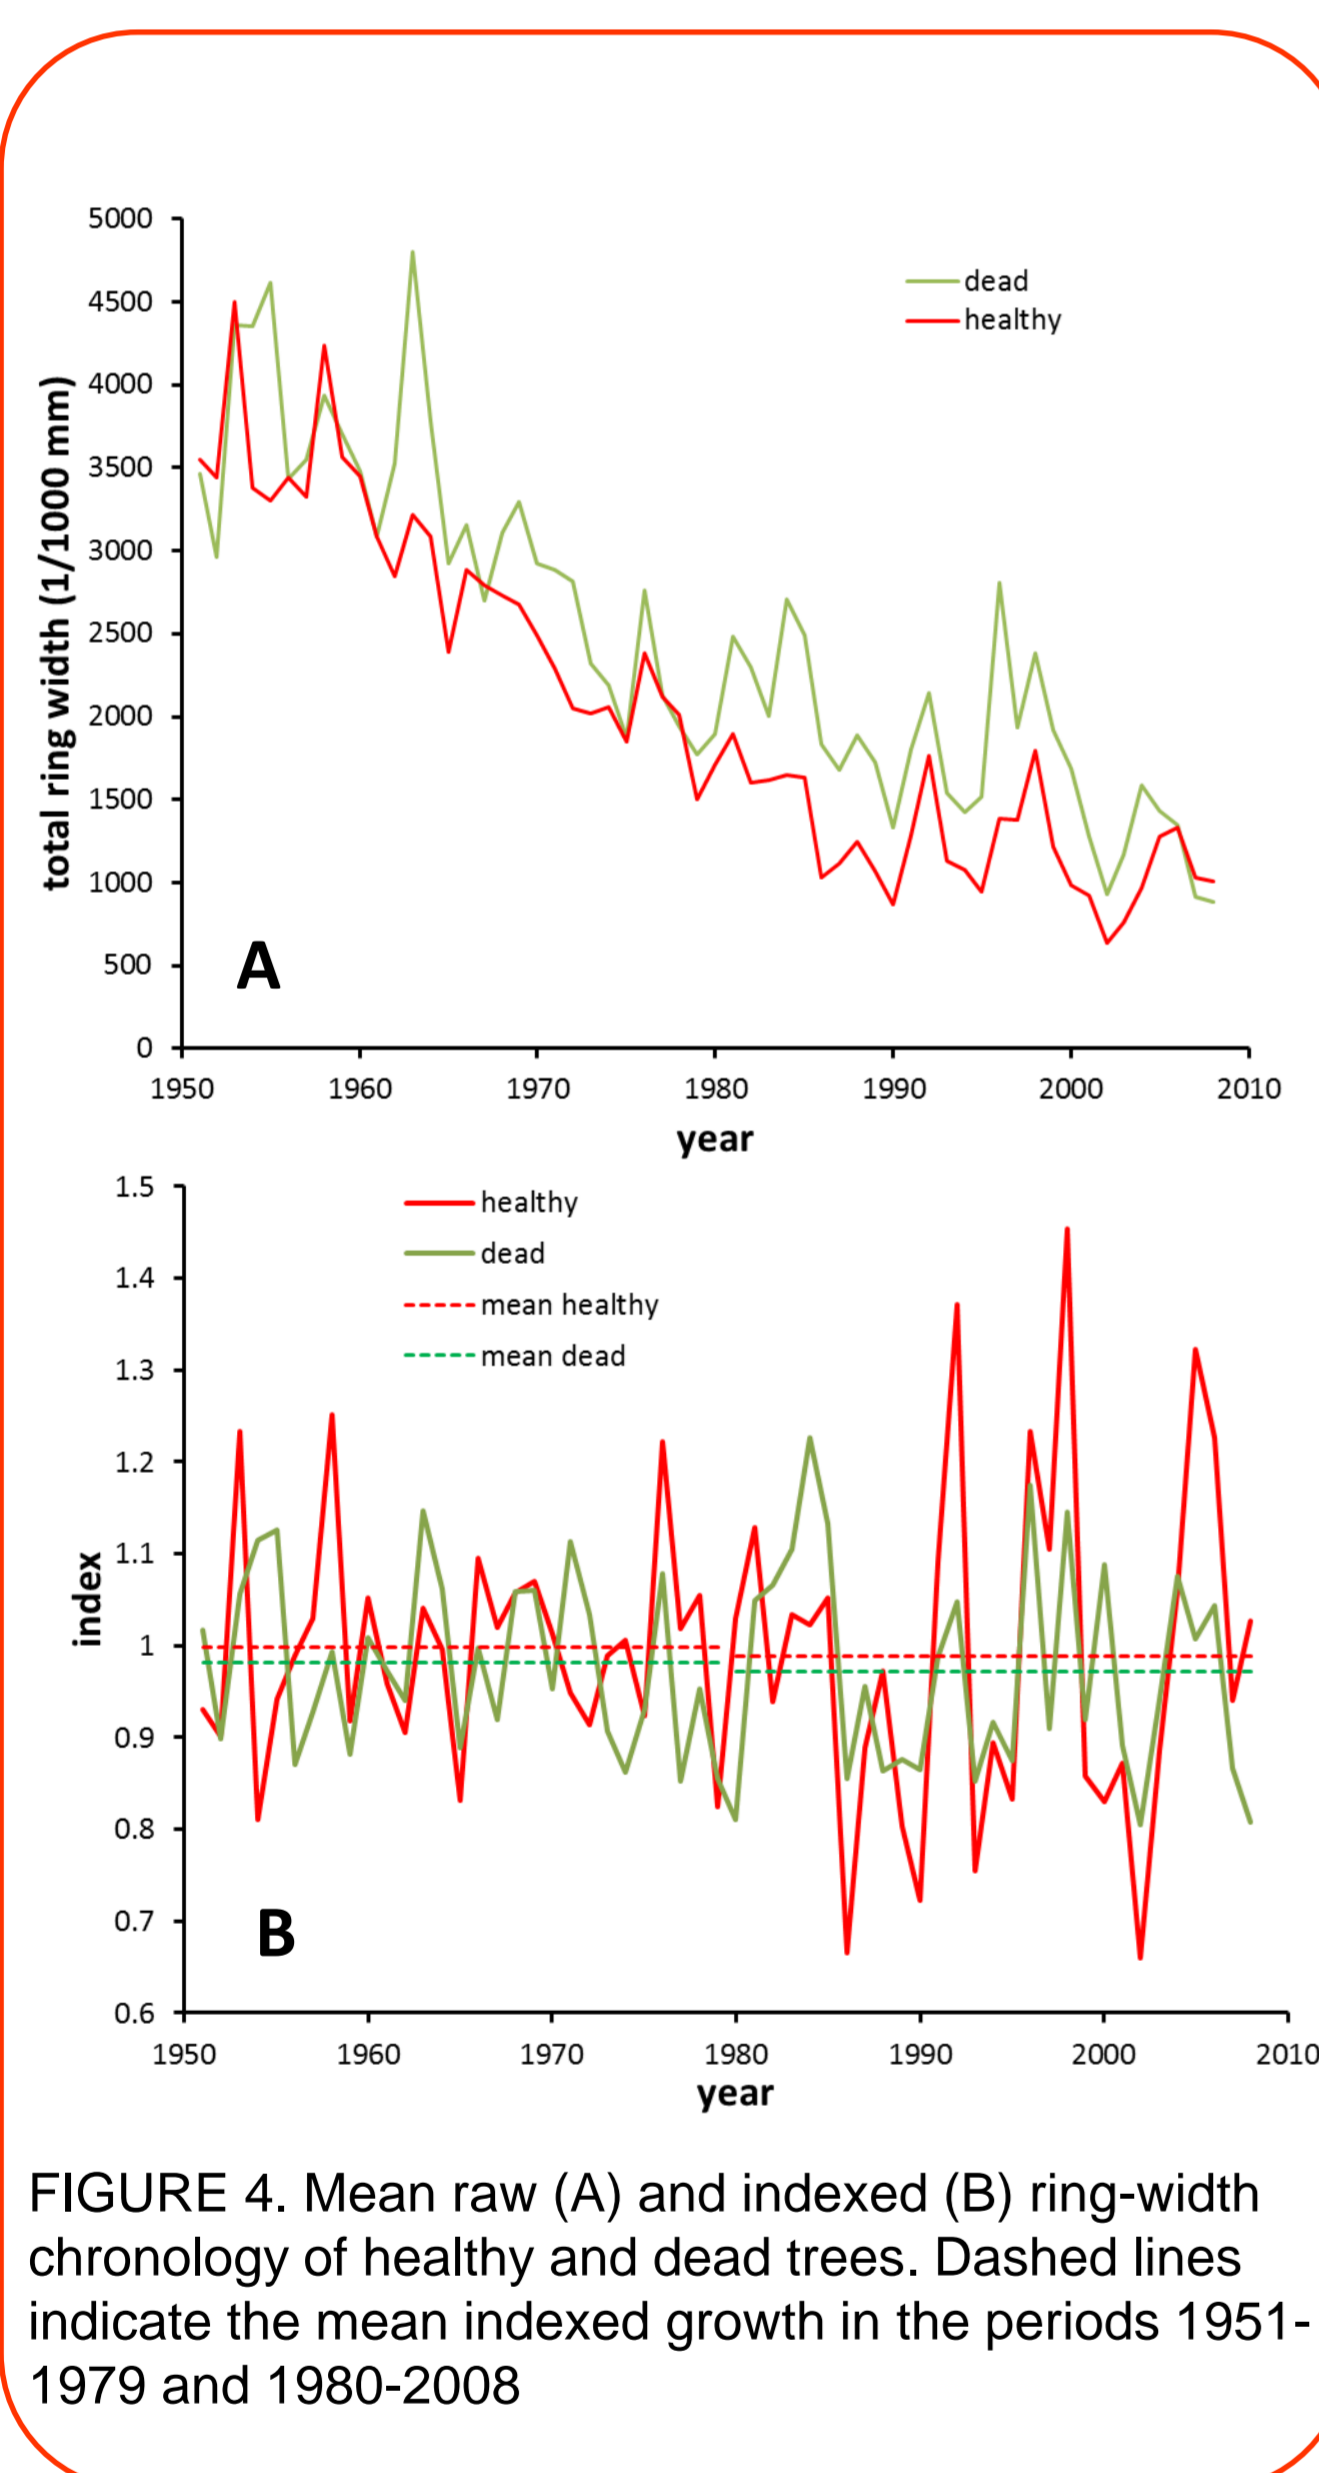 5000
4500
4000
3500
3000
2500
2000
1500
1000
500
0
total ring width (1/1000 mm)
dead
healthy
A
1950 1960 1970 1980 1990 2000 2010
year
1.5
1.4
1.3
1.2
1.1
1
0.9
0.8
0.7
0.6
index
healthy
dead
mean healthy
mean dead
B
1950 1960 1970 1980 1990 2000 2010
year
FIGURE 4. Mean raw (A) and indexed (B) ring-width
chronology of healthy and dead trees. Dashed lines
indicate the mean indexed growth in the periods 1951-
1979 and 1980-2008